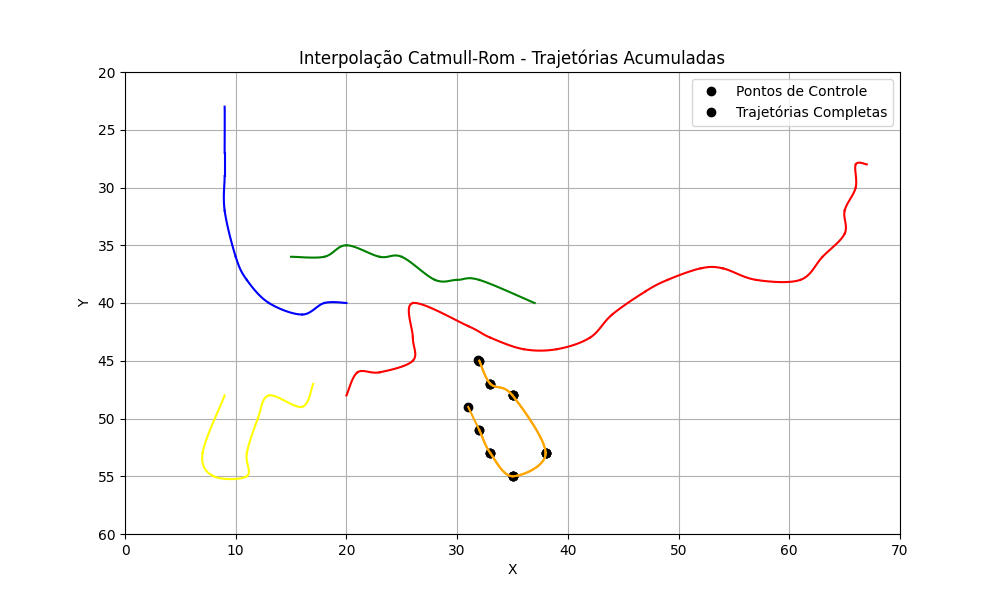 Interpolação Catmull-Rom - Trajetórias Acumuladas
Pontos de Controle
Trajetórias Completas
20
25
30
35
40
45
50
55
60
Y
0 10 20 30 40 50 60 70
X